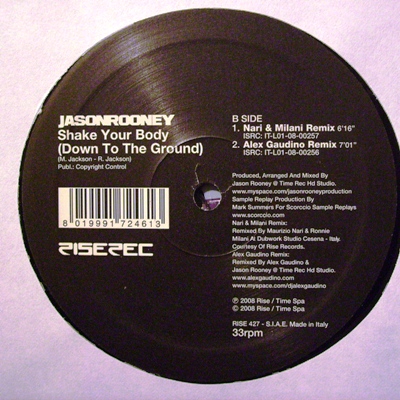 JASONROONEY
Shake Your Body
(Down To The Ground)
(M. Jackson - R. Jackson)
Publ.: Copyright Control
8 019991 724613
RISEREC
B SIDE
1. Nari & Milani Remix 6'16"
ISRC: IT-L01-08-00257
2. Alex Gaudino Remix 7'01"
ISRC: IT-L01-08-00256
Produced, Arranged And Mixed By
Jason Rooney @ Time Rec Hd Studio.
www.myspace.com/jasonrooneyproduction
Sample Replay Production By
Mark Summers For Scorccio Sample Replays
www.scorccio.com
Nari & Milani Remix:
Remixed By Maurizio Nari & Ronnie
Milani At Dubwork Studio Cesena - Italy.
Courtesy Of Rise Records.
Alex Gaudino Remix:
Remixed By Alex Gaudino &
Jason Rooney @ Time Rec Hd Studio.
www.alexgaudino.com
www.myspace.com/djalexgaudino
℗ 2008 Rise / Time Spa
© 2008 Rise / Time Spa
RISE 427 - S.I.A.E. Made in Italy
33rpm